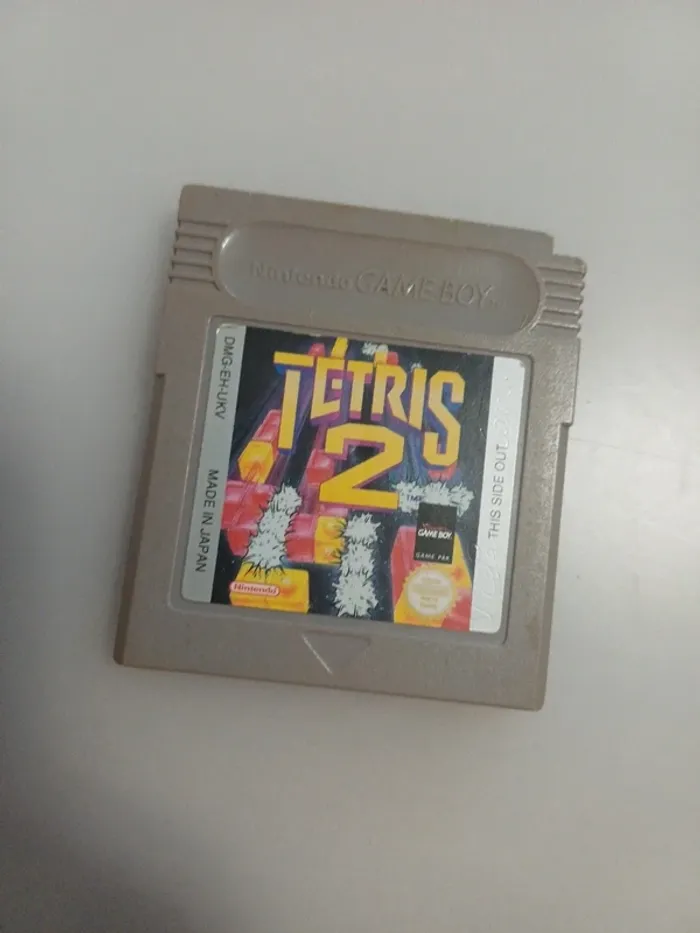 Nintendo GAME BOY
TETRIS
2
TM
DMG-EH-UKV
MADE IN JAPAN
THIS SIDE OUT
GAME BOY
GAME PAK
Nintendo